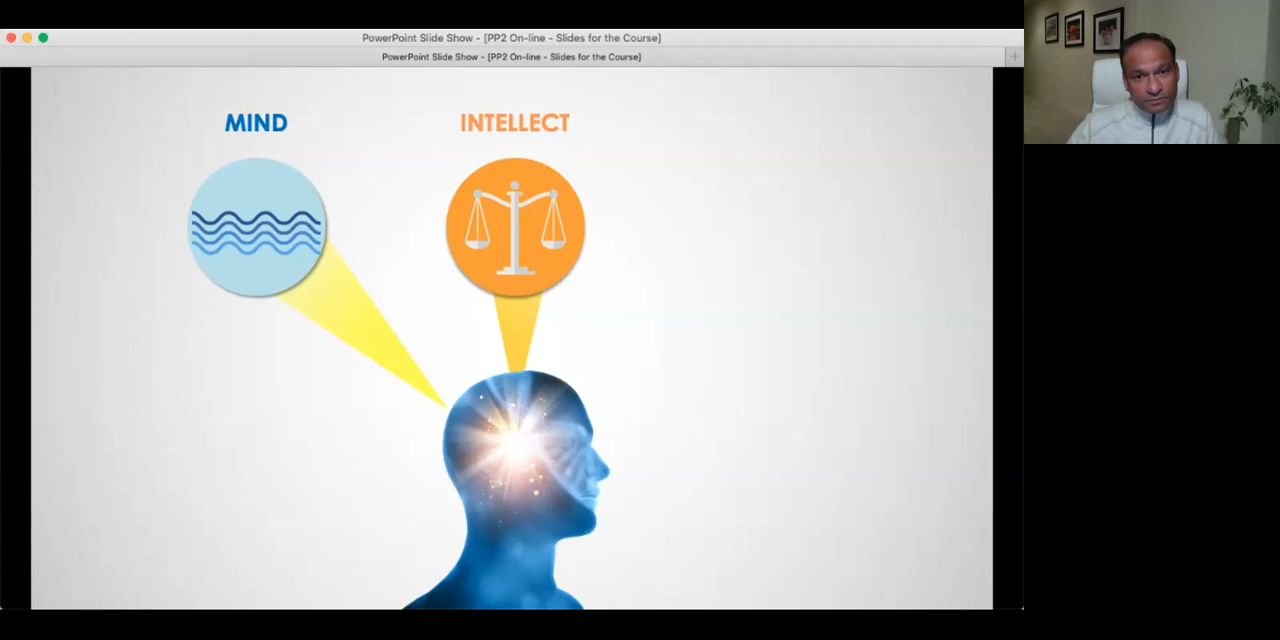 PowerPoint Slide Show - [PP2 On-line - Slides for the Course]
PowerPoint Slide Show - [PP2 On-line - Slides for the Course]
MIND
INTELLECT